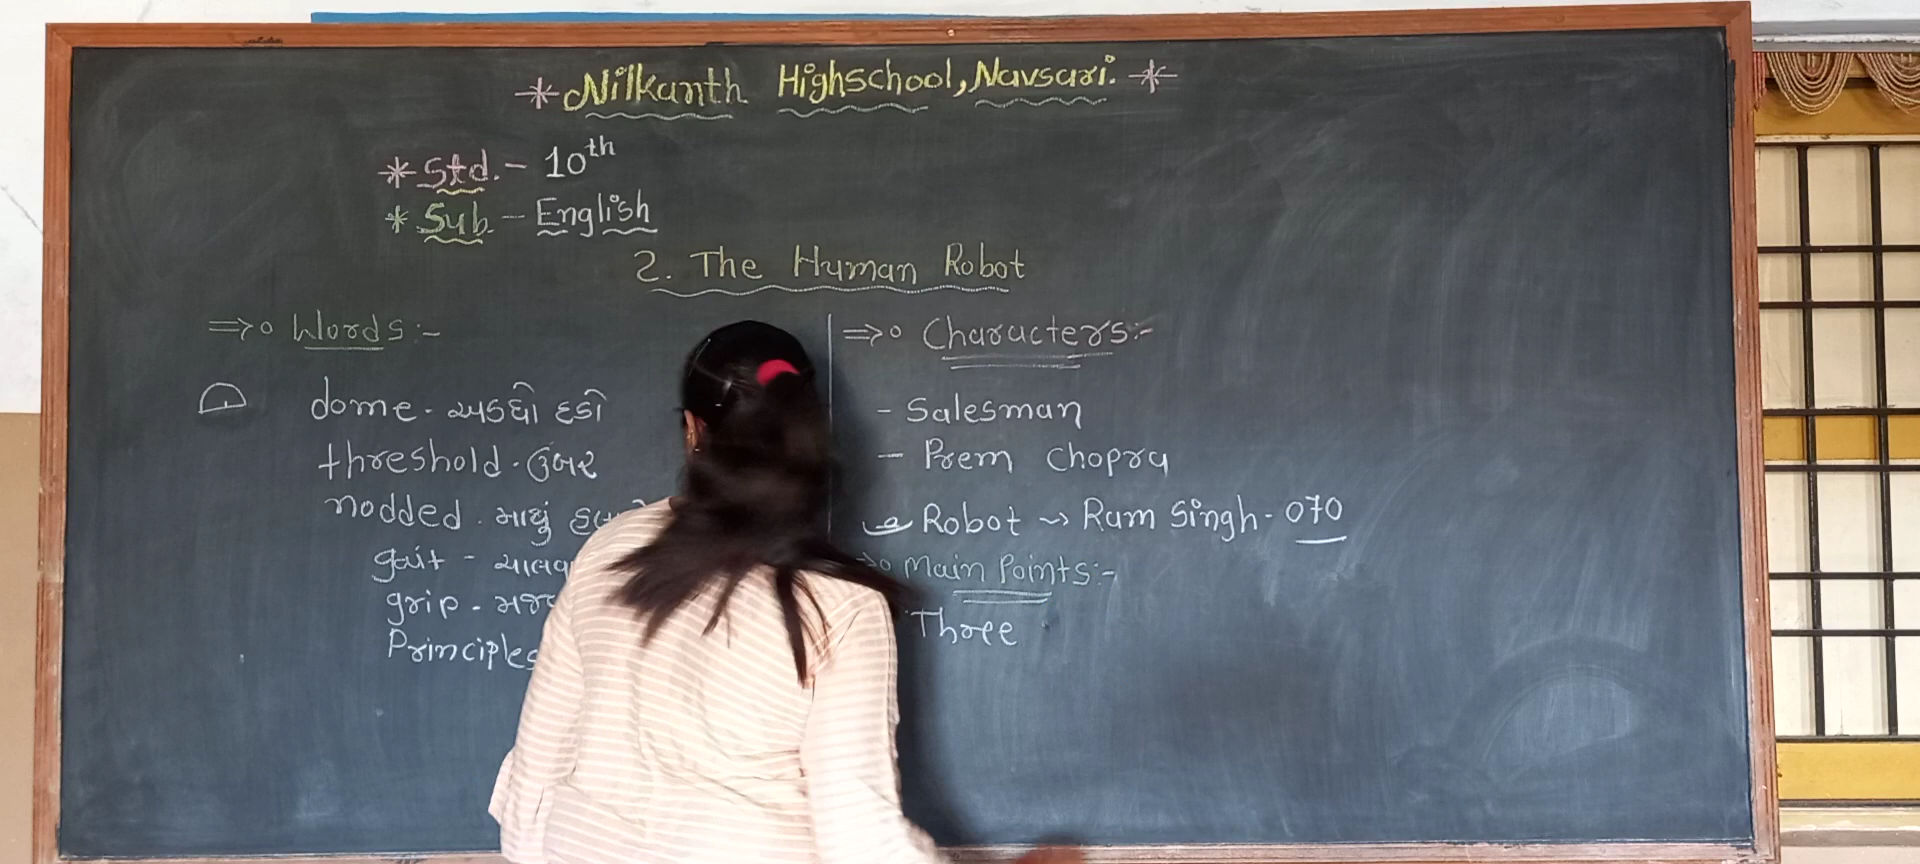 * Nilkanth Highschool, Navsari. *
* Std. - 10th
* Sub - English
2. The Human Robot
⇒ Words :-
dome - અડધો દડો
threshold - ઉંબર
nodded - માથું
gait -
grip -
Principles
⇒ Characters :-
- Salesman
- Prem Chopra
Robot → Ram Singh - 070
Main Points :-
Three